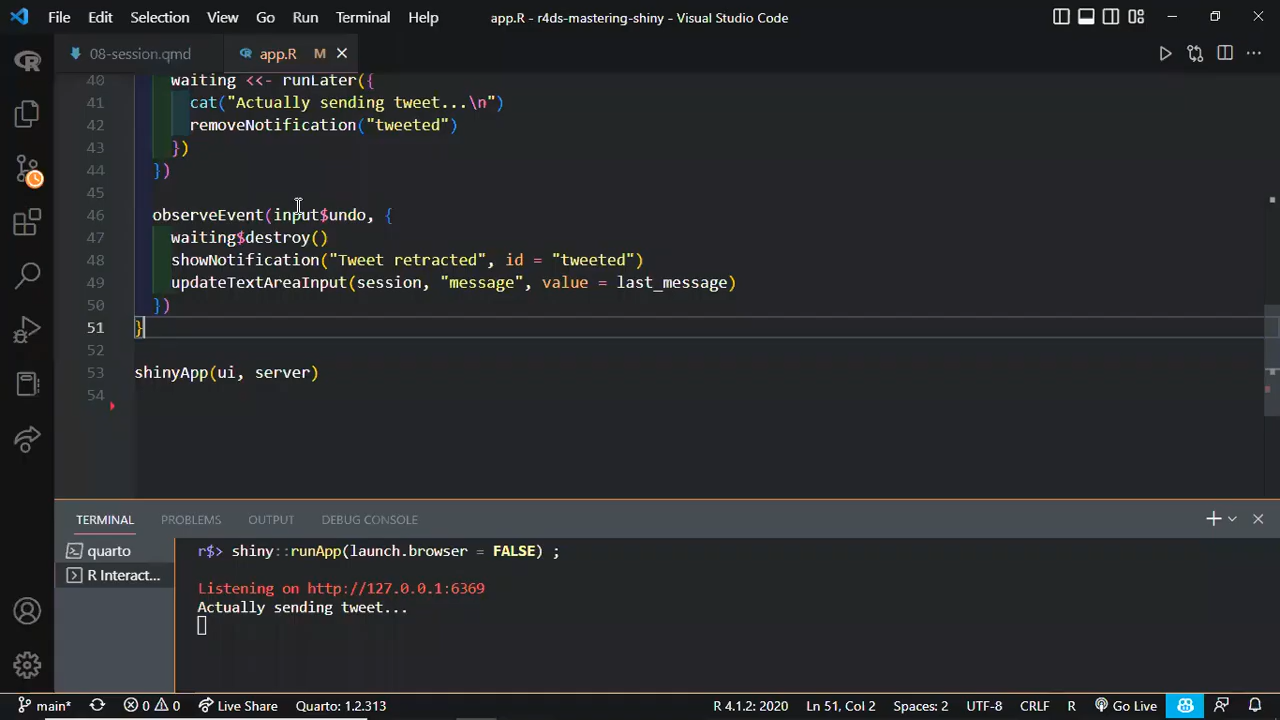 File Edit Selection View Go Run Terminal Help app.R - r4ds-mastering-shiny - Visual Studio Code
08-session.qmd app.R M
40 waiting <<- runLater({
41 cat("Actually sending tweet...\n")
42 removeNotification("tweeted")
43 })
44 })
45
46 observeEvent(input$undo, {
47 waiting$destroy()
48 showNotification("Tweet retracted", id = "tweeted")
49 updateTextAreaInput(session, "message", value = last_message)
50 })
51 }
52
53 shinyApp(ui, server)
54
TERMINAL PROBLEMS OUTPUT DEBUG CONSOLE
quarto
R Interact...
r$> shiny::runApp(launch.browser = FALSE) ;
Listening on http://127.0.0.1:6369
Actually sending tweet...
main* 0 0 Live Share Quarto: 1.2.313 R 4.1.2: 2020 Ln 51, Col 2 Spaces: 2 UTF-8 CRLF R Go Live